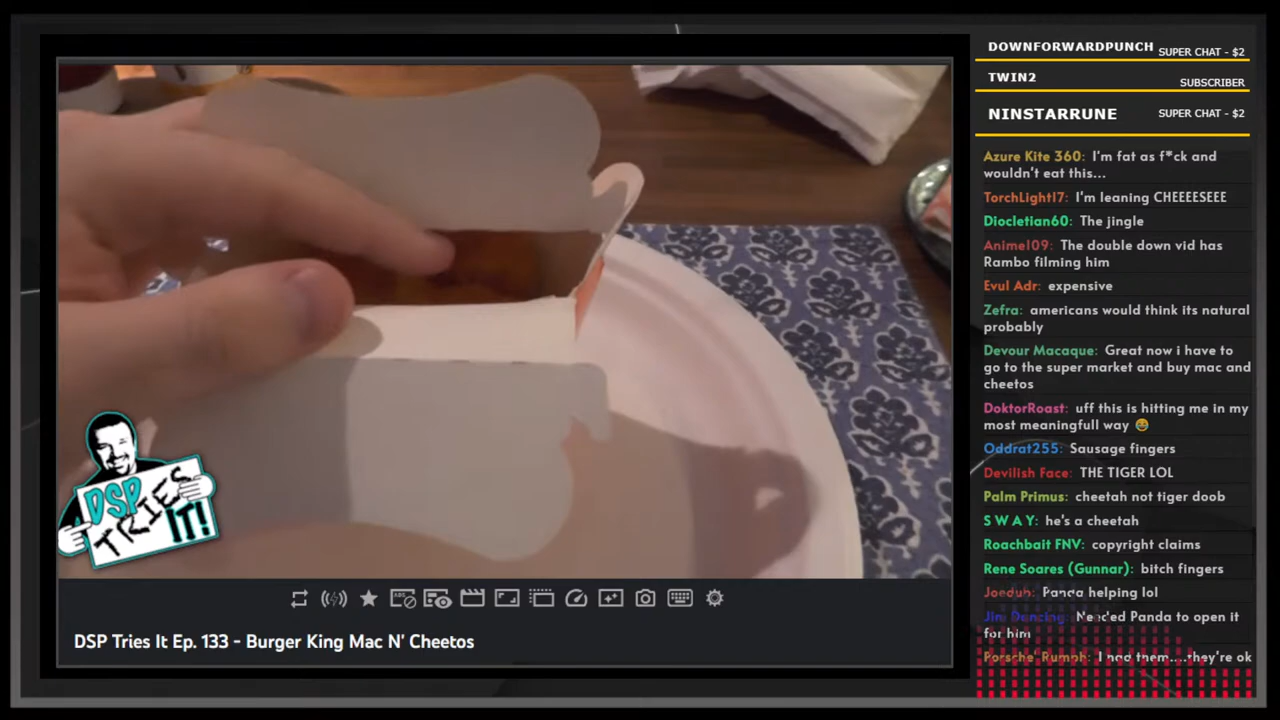 DOWNFORWARDPUNCH SUPER CHAT - $2
TWIN2 SUBSCRIBER
NINSTARRUNE SUPER CHAT - $2
Azure Kite 360: I'm fat as f*ck and
wouldn't eat this...
TorchLight17: I'm leaning CHEEEESEEE
Diocletian60: The jingle
Anime109: The double down vid has
Rambo filming him
Evul Adr: expensive
Zefra: americans would think its natural
probably
Devour Macaque: Great now i have to
go to the super market and buy mac and
cheetos
DoktorRoast: uff this is hitting me in my
most meaningfull way 😂
Oddrat255: Sausage fingers
Devilish Face: THE TIGER LOL
Palm Primus: cheetah not tiger doob
S W A Y: he's a cheetah
Roachbait FNV: copyright claims
Rene Soares (Gunnar): bitch fingers
Joeduh: Panda helping lol
Jim Dancing: Needed Panda to open it
for him
Porsche Rumph: I had them....they're ok
DSP
TRIES
IT!
DSP Tries It Ep. 133 - Burger King Mac N' Cheetos